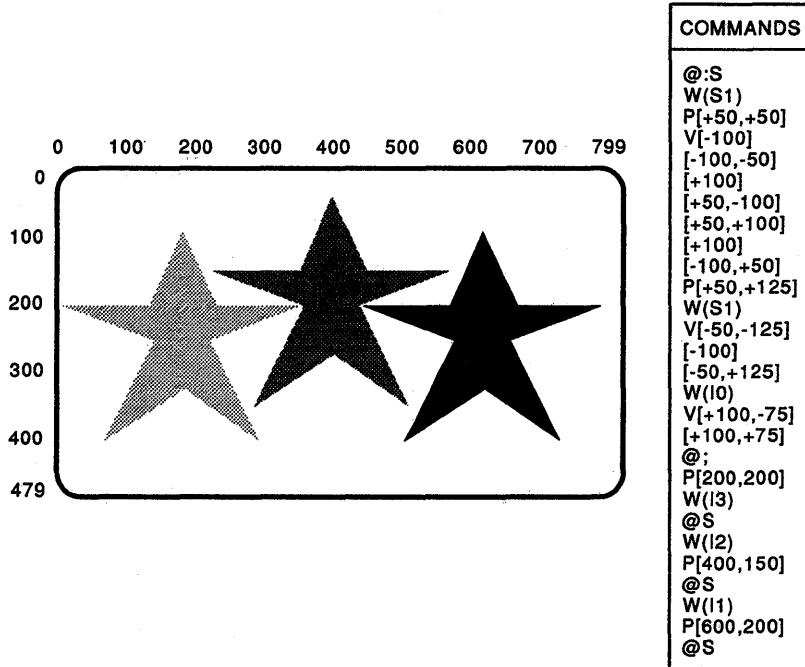 COMMANDS
@:S
W(S1)
P[+50,+50]
V[-100]
[-100,-50]
[+100]
[+50,-100]
[+50,+100]
[+100]
[-100,+50]
P[+50,+125]
W(S1)
V[-50,-125]
[-100]
[-50,+125]
W(I0)
V[+100,-75]
[+100,+75]
@;
P[200,200]
W(I3)
@S
W(I2)
P[400,150]
@S
W(I1)
P[600,200]
@S
0 100 200 300 400 500 600 700 799
0
100
200
300
400
479